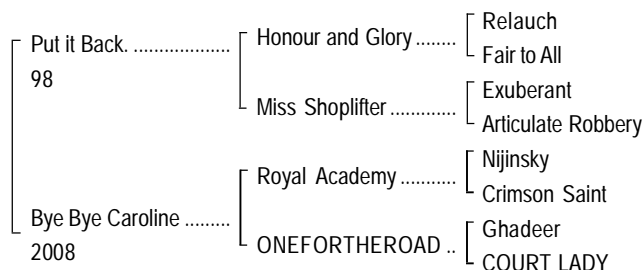 Relauch
Put it Back. ................... Honour and Glory ........ Fair to All
98
Exuberant
Miss Shoplifter ............. Articulate Robbery
Nijinsky
Royal Academy ........... Crimson Saint
Bye Bye Caroline .........
2008
Ghadeer
ONEFORTHEROAD .. COURT LADY